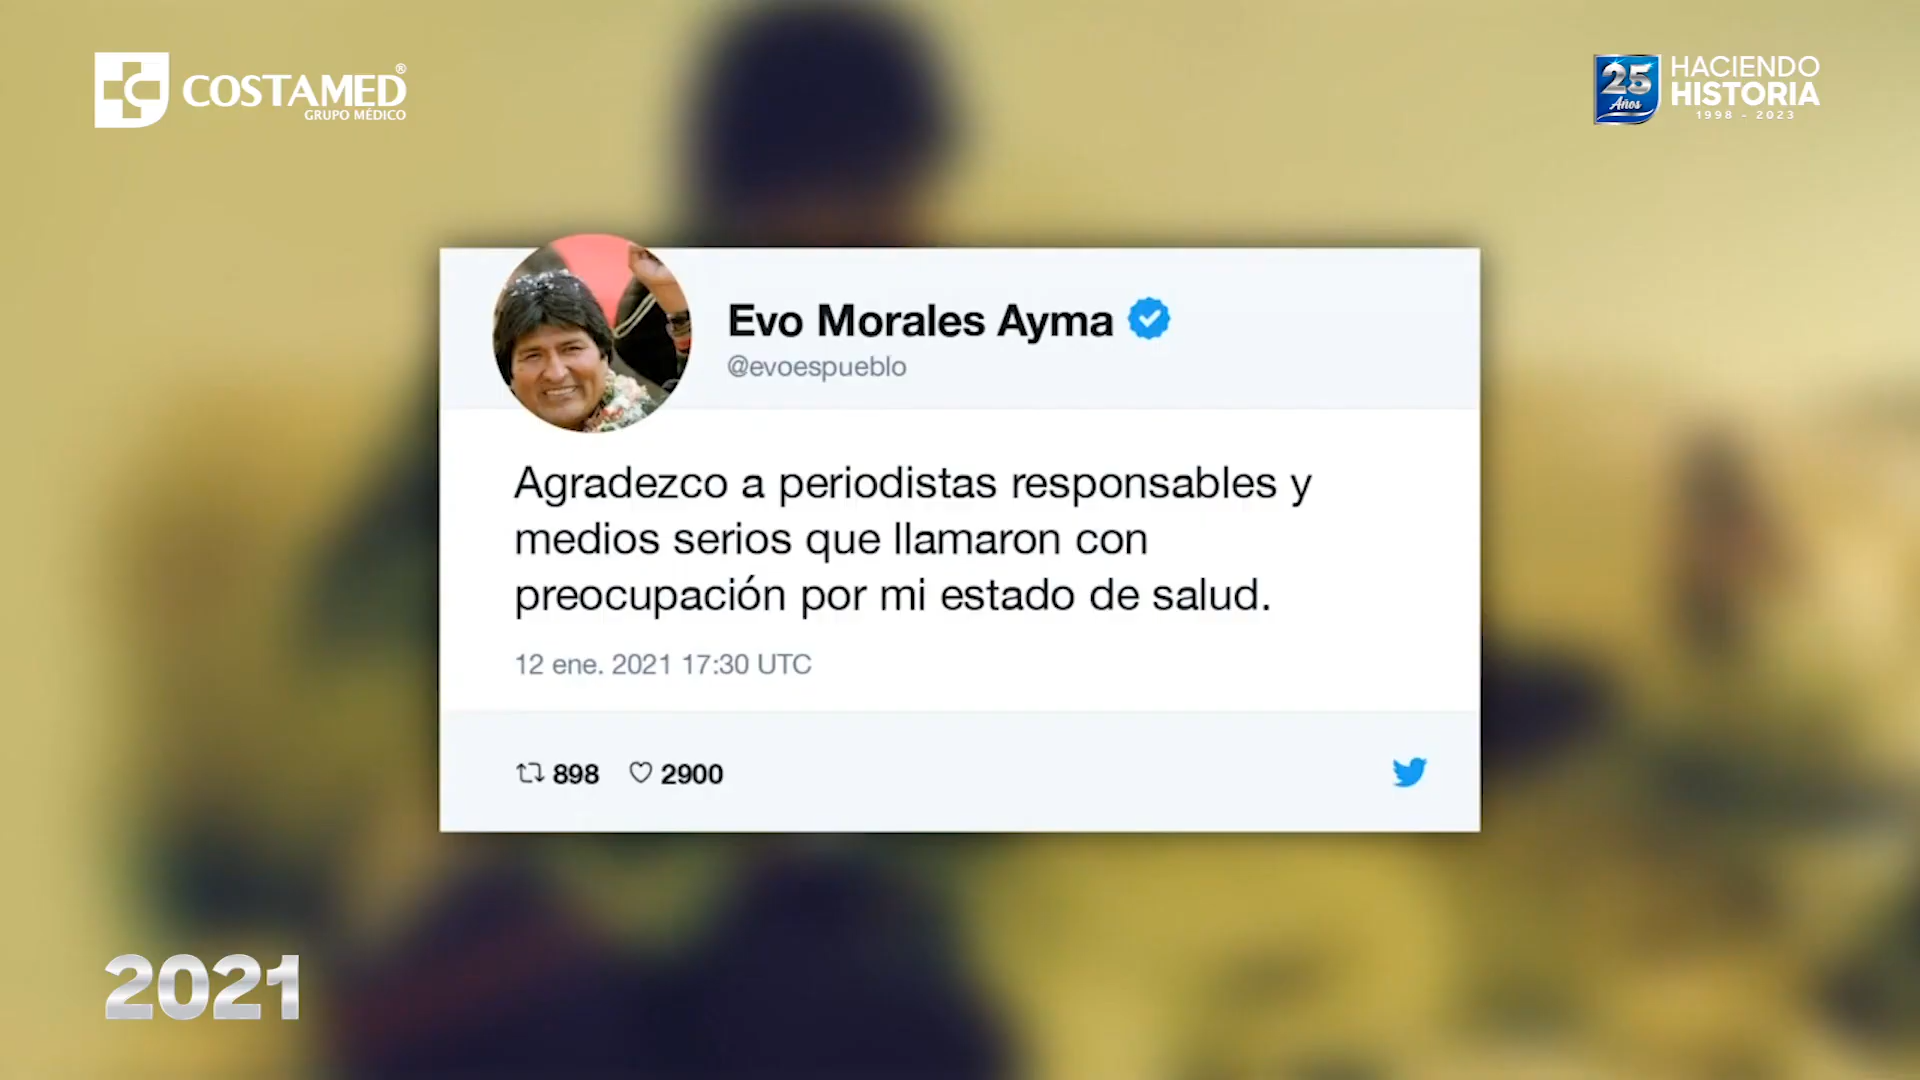 COSTAMED®
GRUPO MÉDICO
25
Años
HACIENDO
HISTORIA
1998 - 2023
Evo Morales Ayma
@evoespueblo
Agradezco a periodistas responsables y
medios serios que llamaron con
preocupación por mi estado de salud.
12 ene. 2021 17:30 UTC
898 2900
2021